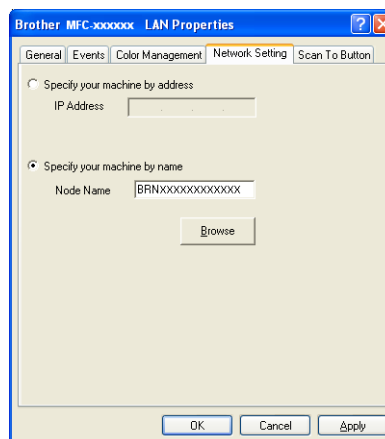 Brother MFC-xxxxxx LAN Properties
General Events Color Management Network Setting Scan To Button
Specify your machine by address
IP Address . . .
Specify your machine by name
Node Name BRNXXXXXXXXXXXX
Browse
OK Cancel Apply